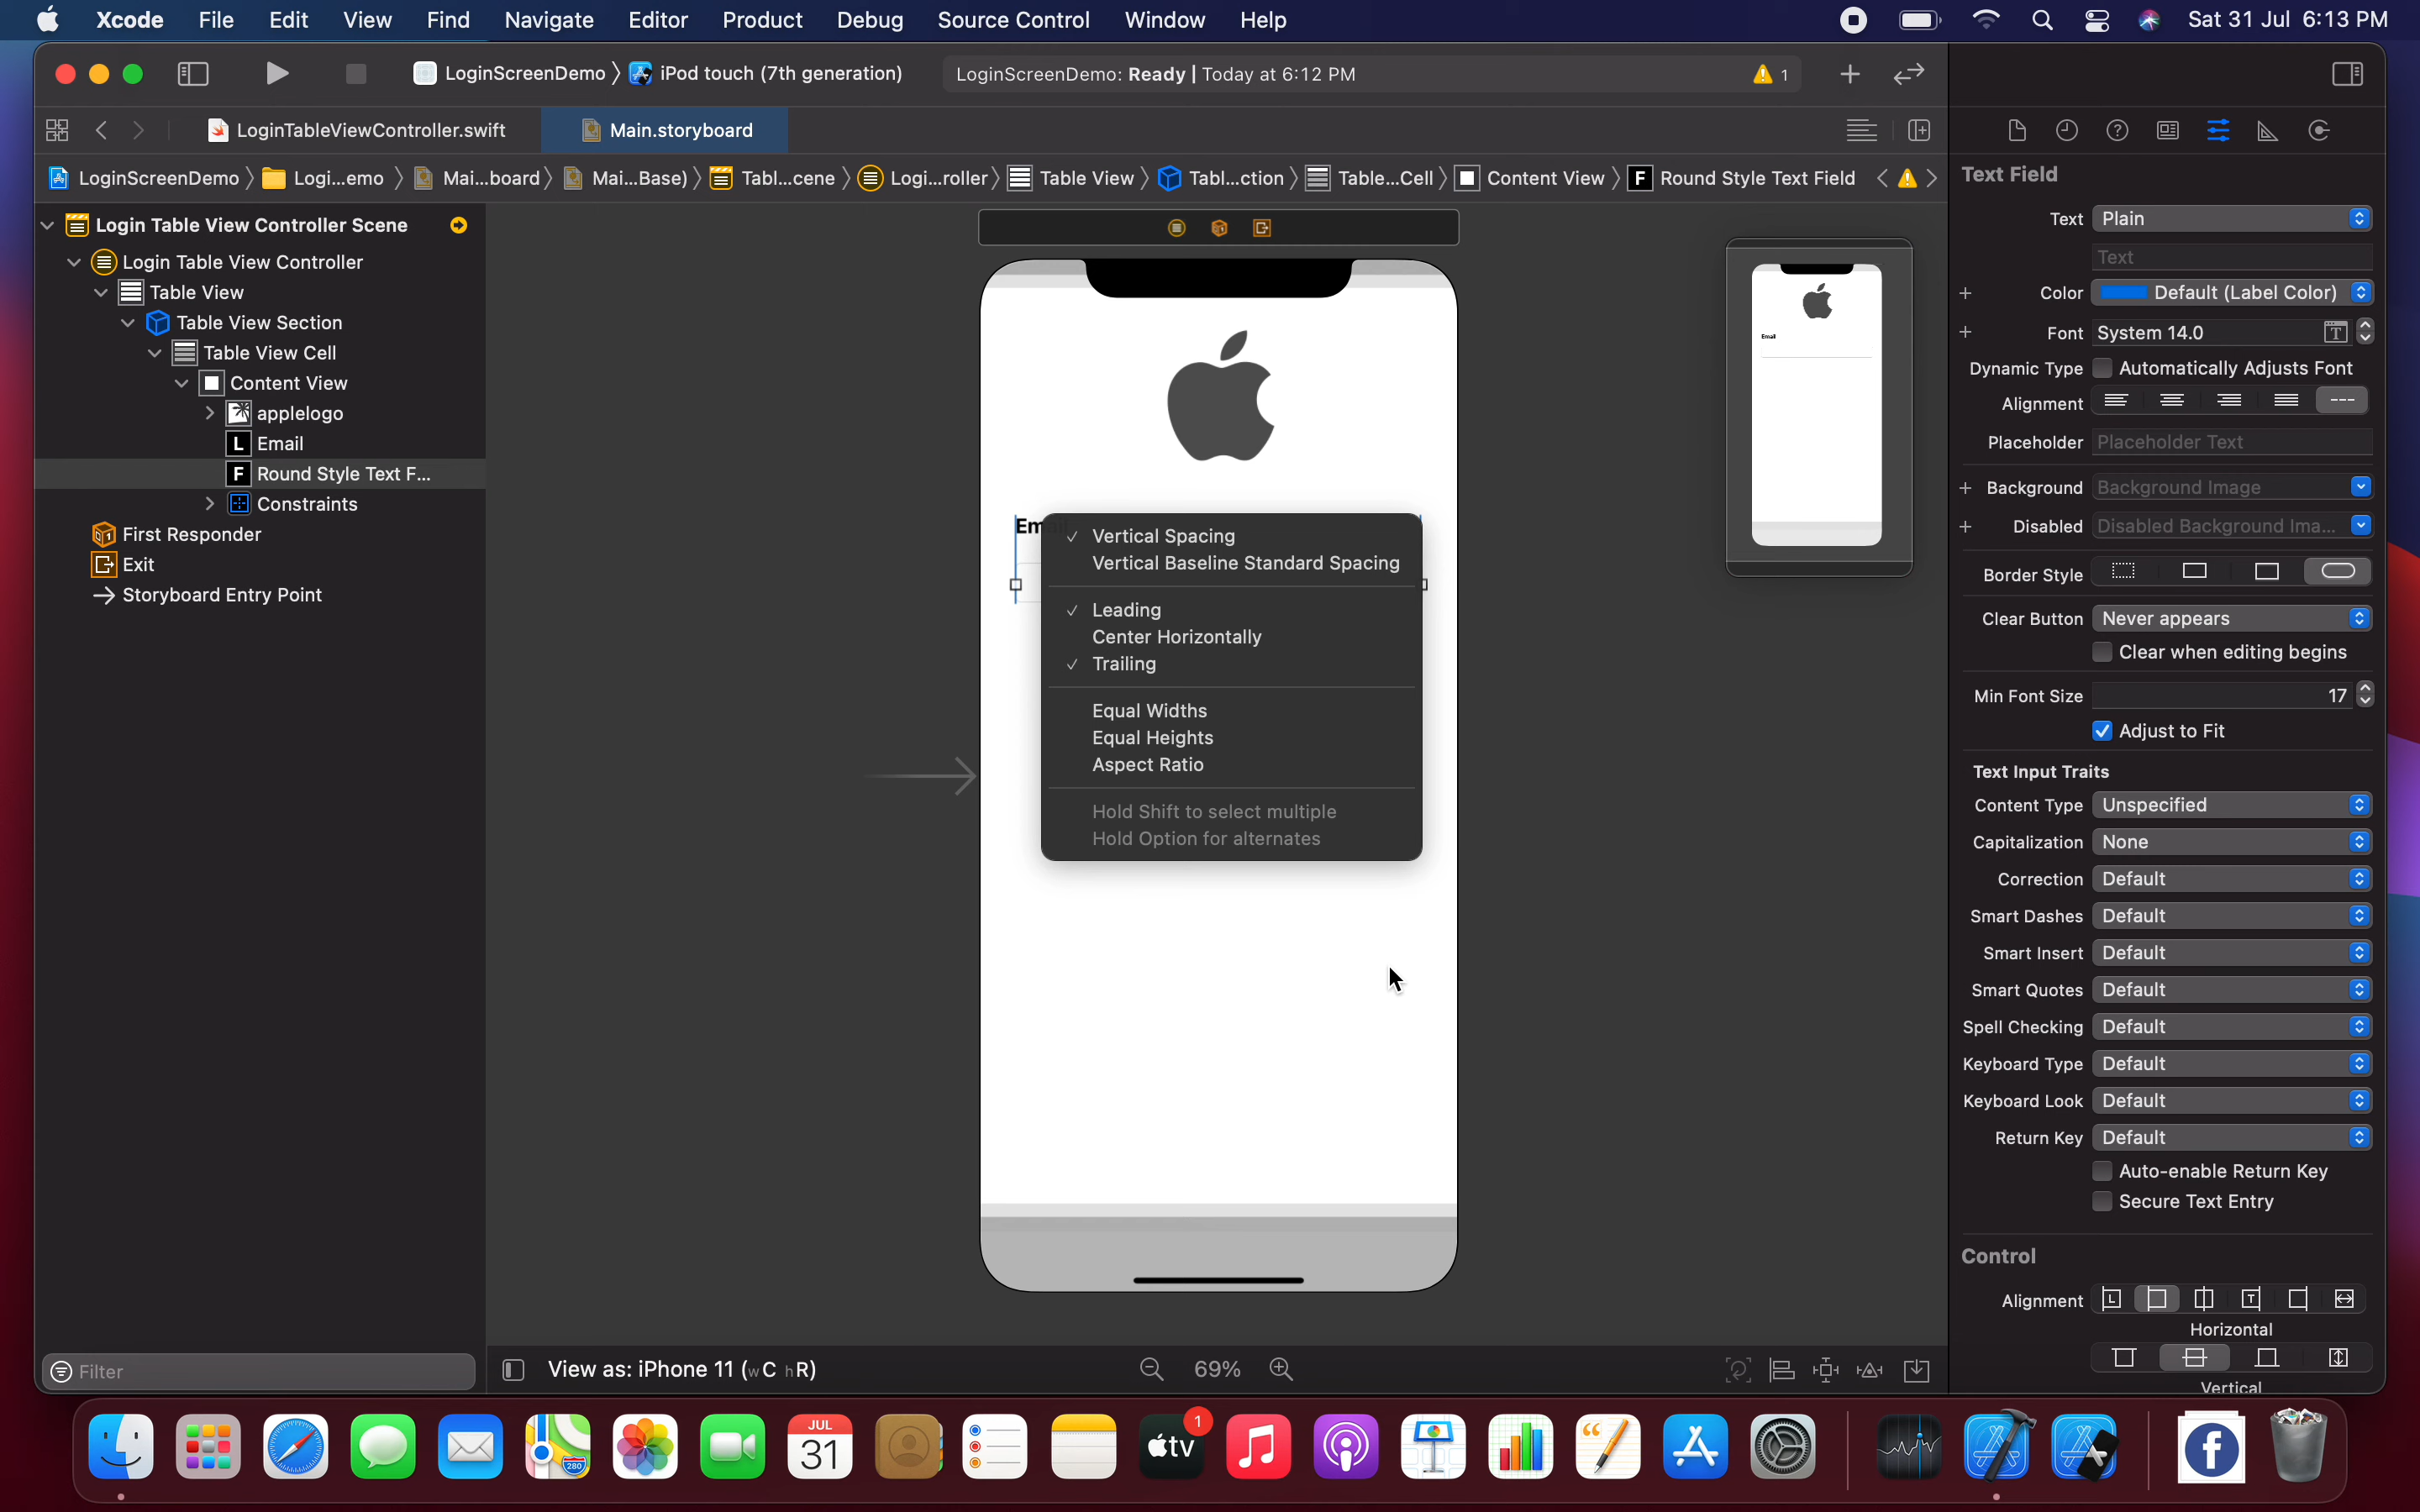 Xcode File Edit View Find Navigate Editor Product Debug Source Control Window Help Sat 31 Jul 6:13 PM
LoginScreenDemo iPod touch (7th generation) LoginScreenDemo: Ready | Today at 6:12 PM 1
LoginTableViewController.swift Main.storyboard
LoginScreenDemo Logi...emo Mai...board Mai...Base) Tabl...cene Logi...roller Table View Tabl...ction Table...Cell Content View F Round Style Text Field
Login Table View Controller Scene
Login Table View Controller
Table View
Table View Section
Table View Cell
Content View
applelogo
L Email
F Round Style Text F...
Constraints
First Responder
Exit
Storyboard Entry Point
Filter
Email
Vertical Spacing
Vertical Baseline Standard Spacing
Leading
Center Horizontally
Trailing
Equal Widths
Equal Heights
Aspect Ratio
Hold Shift to select multiple
Hold Option for alternates
View as: iPhone 11 (wC hR) 69%
Text Field
Text Plain
Text
Color Default (Label Color)
Font System 14.0
Dynamic Type Automatically Adjusts Font
Alignment
Placeholder Placeholder Text
Background Background Image
Disabled Disabled Background Ima...
Border Style
Clear Button Never appears
Clear when editing begins
Min Font Size 17
Adjust to Fit
Text Input Traits
Content Type Unspecified
Capitalization None
Correction Default
Smart Dashes Default
Smart Insert Default
Smart Quotes Default
Spell Checking Default
Keyboard Type Default
Keyboard Look Default
Return Key Default
Auto-enable Return Key
Secure Text Entry
Control
Alignment
Horizontal
Vertical
JUL
31
tv
1
280